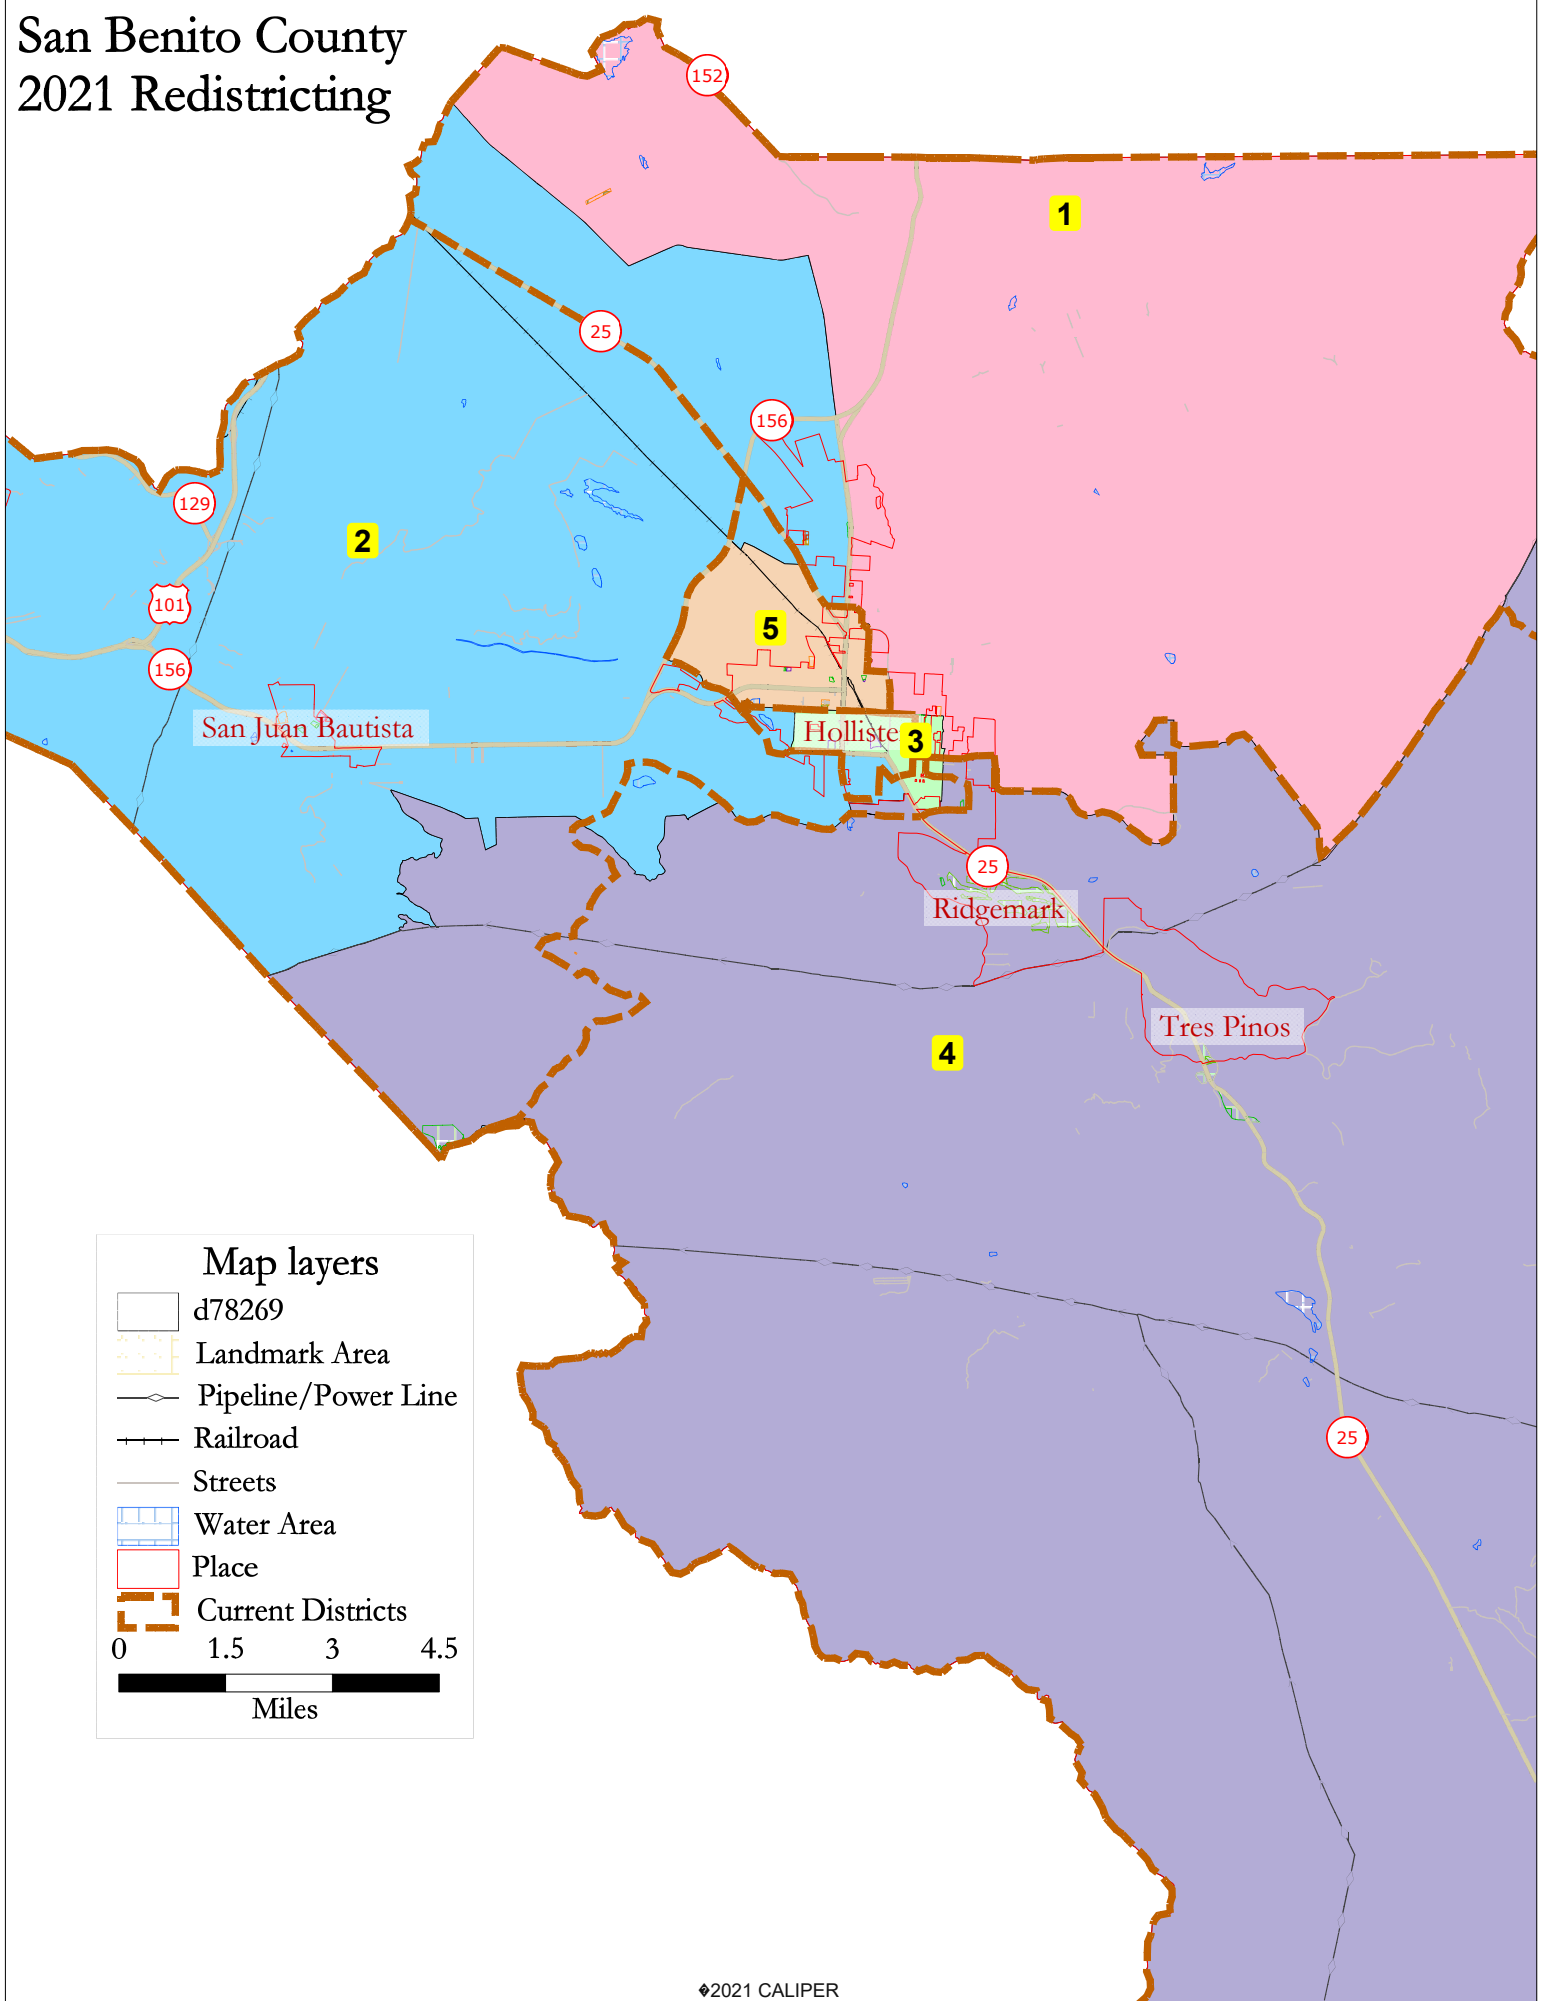 San Benito County
2021 Redistricting
152
1
25
156
129
2
101
5
156
San Juan Bautista
Holliste
3
25
Ridgemark
Tres Pinos
4
Map layers
d78269
Landmark Area
Pipeline/Power Line
Railroad
Streets
Water Area
Place
Current Districts
0 1.5 3 4.5
Miles
25
�2021 CALIPER